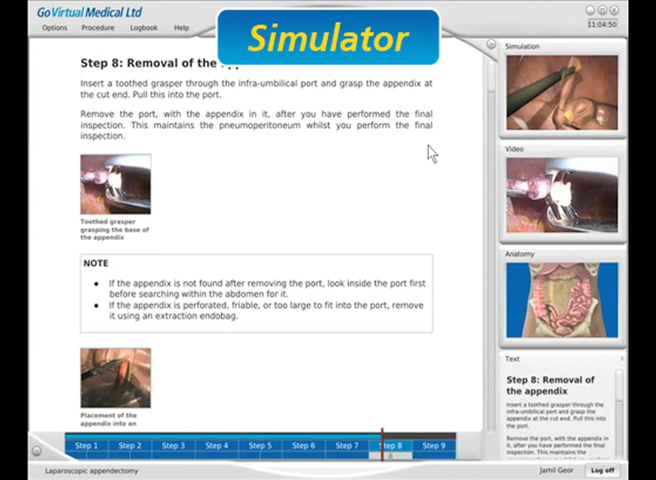 Go Virtual Medical Ltd
Options Procedure Logbook Help
11:04:50
Simulator
Step 8: Removal of the
Insert a toothed grasper through the infra-umbilical port and grasp the appendix at
the cut end. Pull this into the port.
Remove the port, with the appendix in it, after you have performed the final
inspection. This maintains the pneumoperitoneum whilst you perform the final
inspection.
Toothed grasper
grasping the base of
the appendix
NOTE
• If the appendix is not found after removing the port, look inside the port first
before searching within the abdomen for it.
• If the appendix is perforated, friable, or too large to fit into the port, remove
it using an extraction endobag.
Placement of the
appendix into an
Simulation
Video
Anatomy
Text
Step 8: Removal of
the appendix
Insert a toothed grasper through the
infra-umbilical port and grasp the
appendix at the cut end. Pull this into
the port.
Remove the port, with the appendix in
it, after you have performed the final
inspection. This maintains the
Step 1 Step 2 Step 3 Step 4 Step 5 Step 6 Step 7 Step 8 Step 9
8
Laparoscopic appendectomy
Jamil Geor Log off